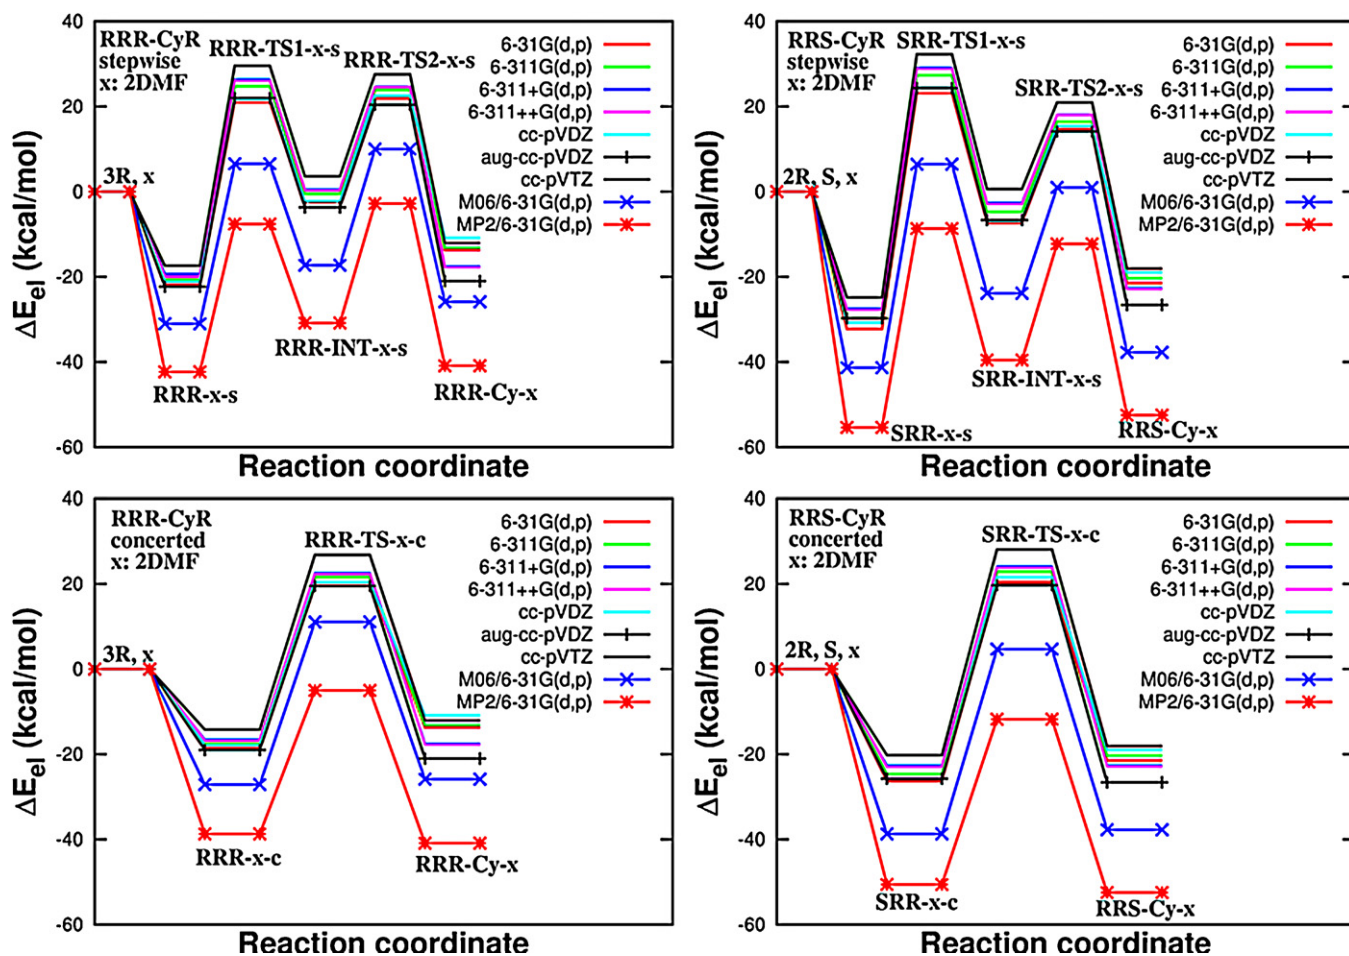 40
20
0
-20
-40
-60
ΔEel (kcal/mol)
RRR-CyR
stepwise
x: 2DMF
RRR-TS1-x-s
RRR-TS2-x-s
3R, x
RRR-x-s
RRR-INT-x-s
RRR-Cy-x
6-31G(d,p)
6-311G(d,p)
6-311+G(d,p)
6-311++G(d,p)
cc-pVDZ
aug-cc-pVDZ
cc-pVTZ
M06/6-31G(d,p)
MP2/6-31G(d,p)
Reaction coordinate
40
20
0
-20
-40
-60
ΔEel (kcal/mol)
RRS-CyR
stepwise
x: 2DMF
SRR-TS1-x-s
SRR-TS2-x-s
2R, S, x
SRR-x-s
SRR-INT-x-s
RRS-Cy-x
6-31G(d,p)
6-311G(d,p)
6-311+G(d,p)
6-311++G(d,p)
cc-pVDZ
aug-cc-pVDZ
cc-pVTZ
M06/6-31G(d,p)
MP2/6-31G(d,p)
Reaction coordinate
40
20
0
-20
-40
-60
ΔEel (kcal/mol)
RRR-CyR
concerted
x: 2DMF
RRR-TS-x-c
3R, x
RRR-x-c
RRR-Cy-x
6-31G(d,p)
6-311G(d,p)
6-311+G(d,p)
6-311++G(d,p)
cc-pVDZ
aug-cc-pVDZ
cc-pVTZ
M06/6-31G(d,p)
MP2/6-31G(d,p)
Reaction coordinate
40
20
0
-20
-40
-60
ΔEel (kcal/mol)
RRS-CyR
concerted
x: 2DMF
SRR-TS-x-c
2R, S, x
SRR-x-c
RRS-Cy-x
6-31G(d,p)
6-311G(d,p)
6-311+G(d,p)
6-311++G(d,p)
cc-pVDZ
aug-cc-pVDZ
cc-pVTZ
M06/6-31G(d,p)
MP2/6-31G(d,p)
Reaction coordinate